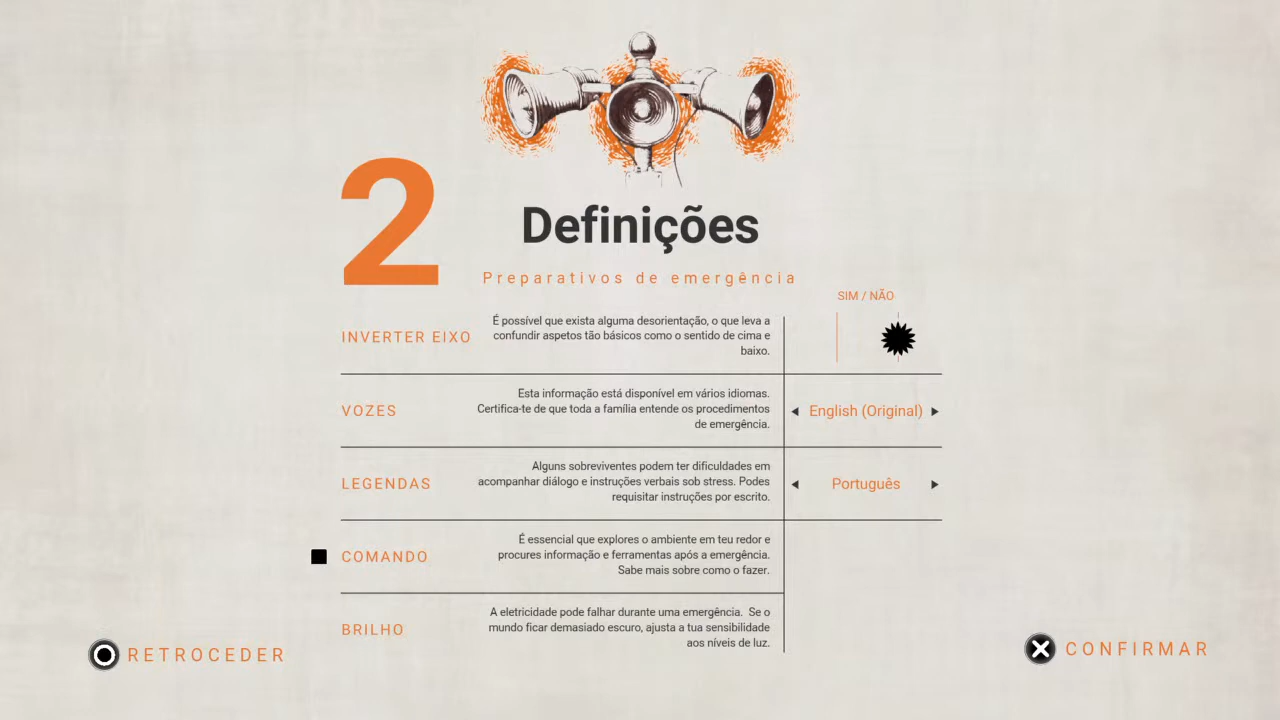 2
Definições
Preparativos de emergência
SIM / NÃO
INVERTER EIXO
É possível que exista alguma desorientação, o que leva a
confundir aspetos tão básicos como o sentido de cima e
baixo.
VOZES
Esta informação está disponível em vários idiomas.
Certifica-te de que toda a família entende os procedimentos
de emergência.
English (Original)
LEGENDAS
Alguns sobreviventes podem ter dificuldades em
acompanhar diálogo e instruções verbais sob stress. Podes
requisitar instruções por escrito.
Português
COMANDO
É essencial que explores o ambiente em teu redor e
procures informação e ferramentas após a emergência.
Sabe mais sobre como o fazer.
BRILHO
A eletricidade pode falhar durante uma emergência.  Se o
mundo ficar demasiado escuro, ajusta a tua sensibilidade
aos níveis de luz.
RETROCEDER
CONFIRMAR